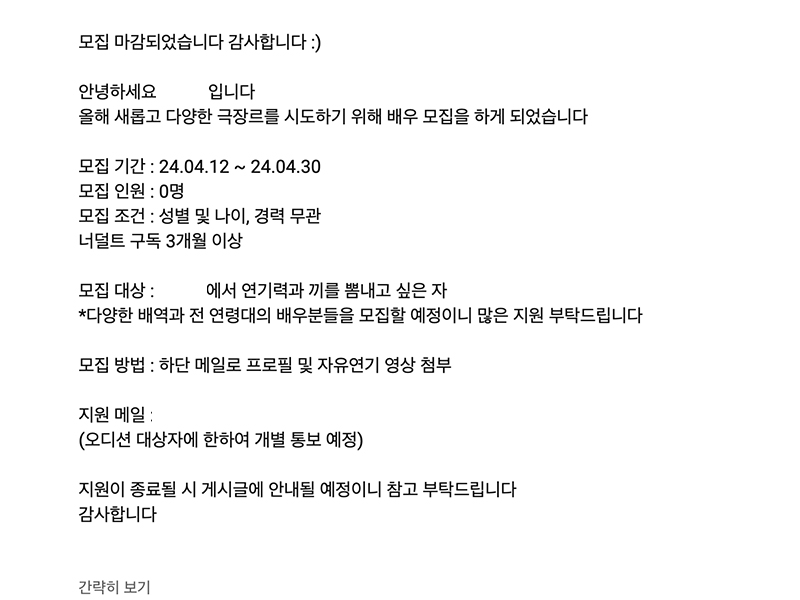 모집 마감되었습니다 감사합니다 :)
안녕하세요 입니다
올해 새롭고 다양한 극장르를 시도하기 위해 배우 모집을 하게 되었습니다
모집 기간 : 24.04.12 ~ 24.04.30
모집 인원 : 0명
모집 조건 : 성별 및 나이, 경력 무관
너덜트 구독 3개월 이상
모집 대상 : 에서 연기력과 끼를 뽐내고 싶은 자
*다양한 배역과 전 연령대의 배우분들을 모집할 예정이니 많은 지원 부탁드립니다
모집 방법 : 하단 메일로 프로필 및 자유연기 영상 첨부
지원 메일 :
(오디션 대상자에 한하여 개별 통보 예정)
지원이 종료될 시 게시글에 안내될 예정이니 참고 부탁드립니다
감사합니다
간략히 보기